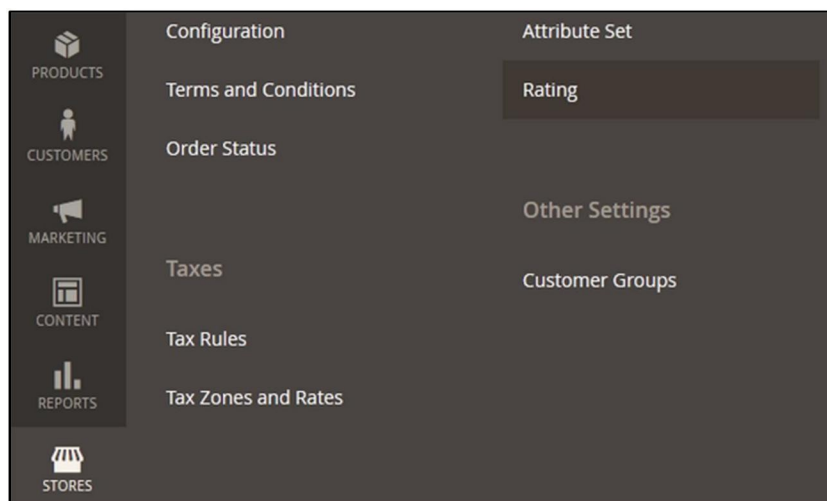 PRODUCTS
CUSTOMERS
MARKETING
CONTENT
REPORTS
STORES
Configuration
Terms and Conditions
Order Status
Taxes
Tax Rules
Tax Zones and Rates
Attribute Set
Rating
Other Settings
Customer Groups